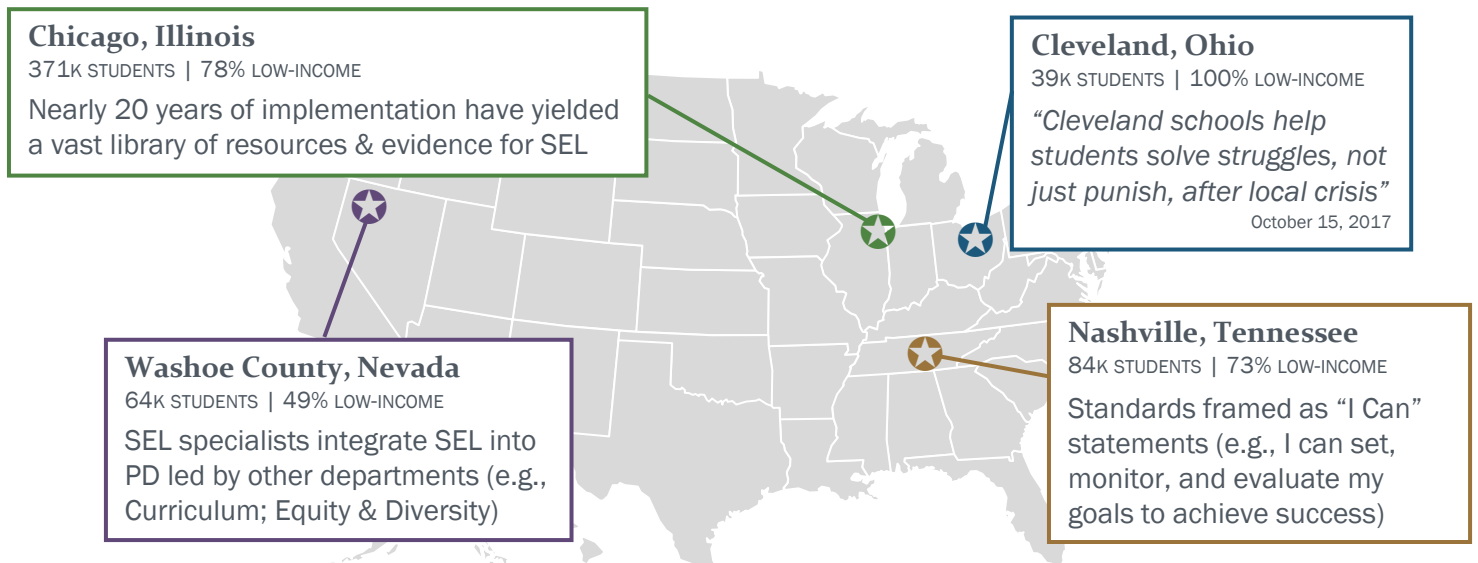 Chicago, Illinois
371K STUDENTS | 78% LOW-INCOME
Nearly 20 years of implementation have yielded
a vast library of resources & evidence for SEL
Cleveland, Ohio
39K STUDENTS | 100% LOW-INCOME
“Cleveland schools help
students solve struggles, not
just punish, after local crisis”
October 15, 2017
Washoe County, Nevada
64K STUDENTS | 49% LOW-INCOME
SEL specialists integrate SEL into
PD led by other departments (e.g.,
Curriculum; Equity & Diversity)
Nashville, Tennessee
84K STUDENTS | 73% LOW-INCOME
Standards framed as “I Can”
statements (e.g., I can set,
monitor, and evaluate my
goals to achieve success)